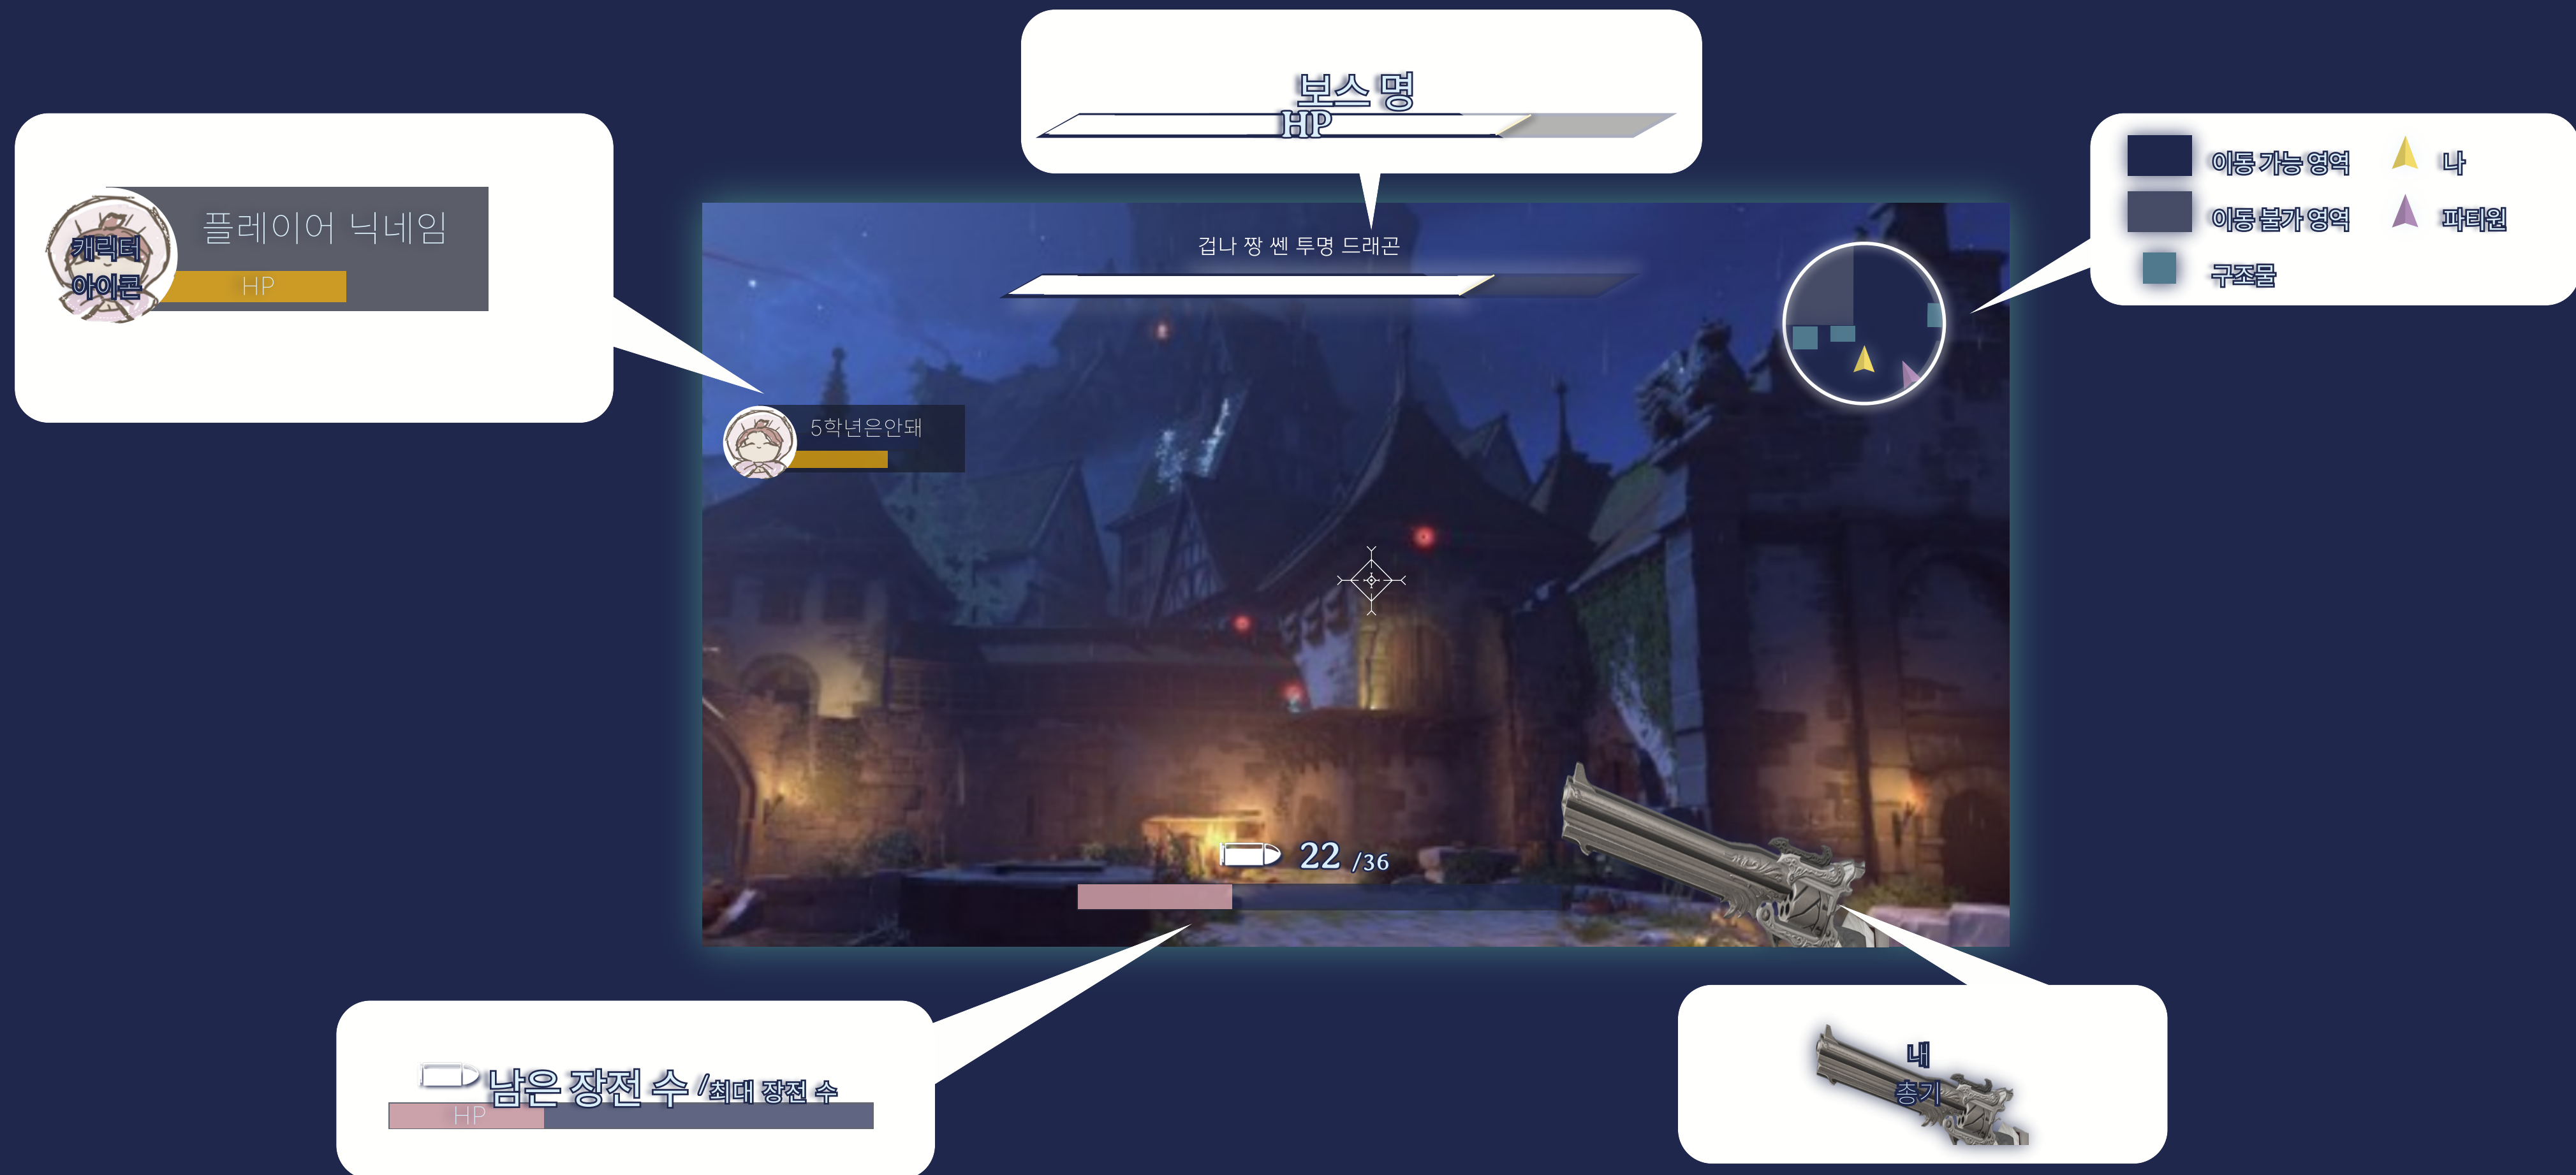 보스 명
HP
플레이어 닉네임
캐릭터
아이콘
HP
이동 가능 영역
나
이동 불가 영역
파티원
구조물
겁나 짱 쎈 투명 드래곤
5학년은안돼
22 /36
남은 장전 수 /최대 장전 수
HP
내
총기